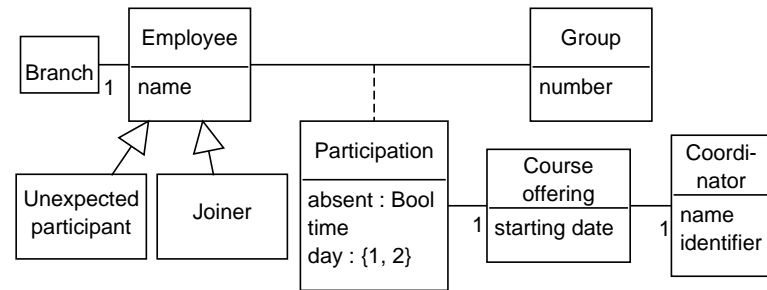 Employee
name
Branch
1
Group
number
Unexpected
participant
Joiner
Participation
absent : Bool
time
day : {1, 2}
1
Course
offering
starting date
1
Coordi-
nator
name
identifier